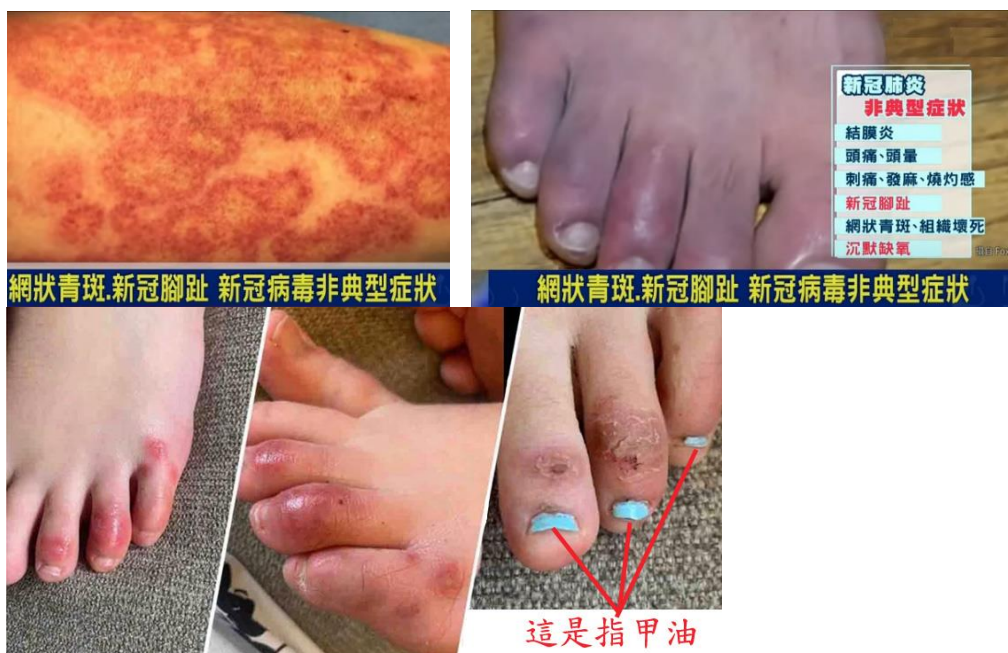 網狀青斑.新冠腳趾 新冠病毒非典型症狀
新冠肺炎
非典型症狀
結膜炎
頭痛、頭暈
刺痛、發麻、燒灼感
新冠腳趾
網狀青斑、組織壞死
沉默缺氧
翻自 Fox
網狀青斑.新冠腳趾 新冠病毒非典型症狀
這是指甲油